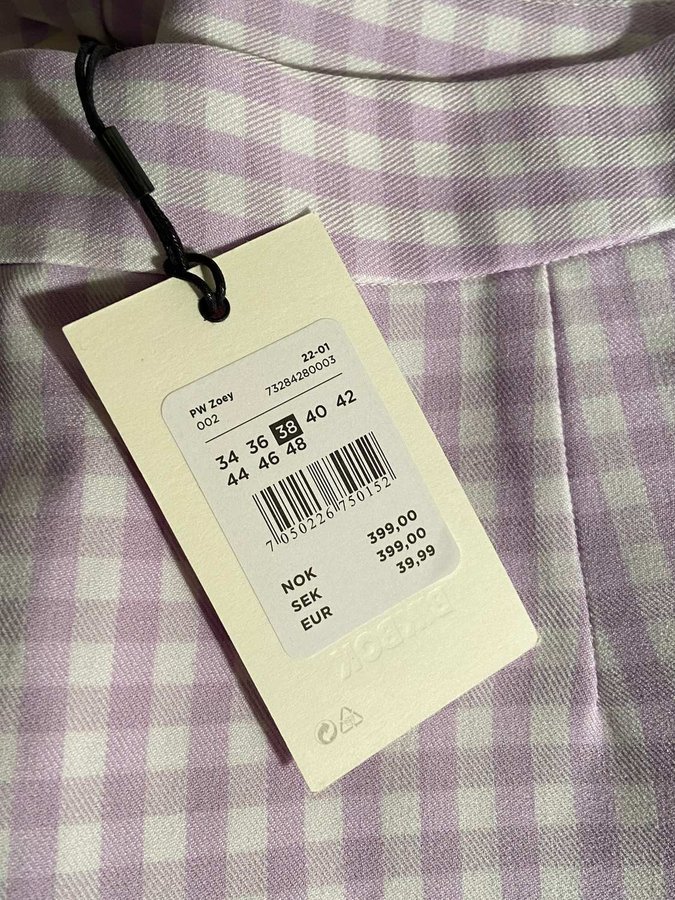 22-01
PW Zoey 73284280003
002
34 36 38 40 42
44 46 48
7 050226 750152
NOK 399,00
SEK 399,00
EUR 39,99
BIKBOK